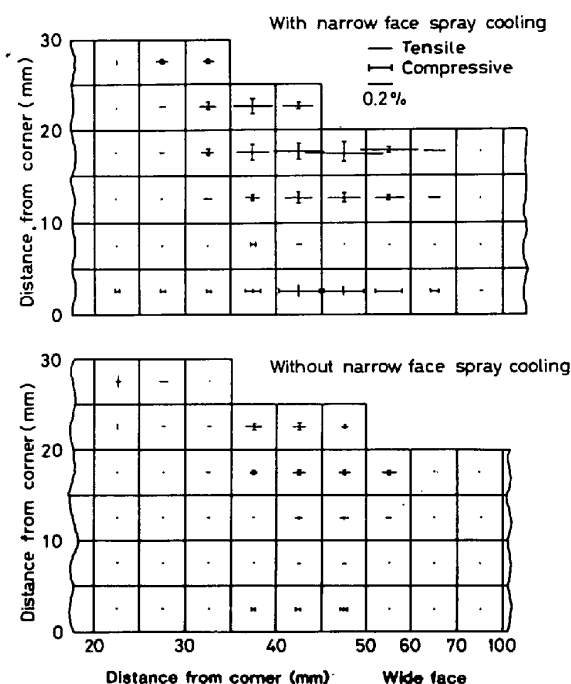 With narrow face spray cooling
Tensile
Compressive
0.2%
30
20
10
0
Distance from corner (mm)
Without narrow face spray cooling
30
20
10
0
Distance from corner (mm)
20 30 40 50 60 70 100
Distance from corner (mm) Wide face